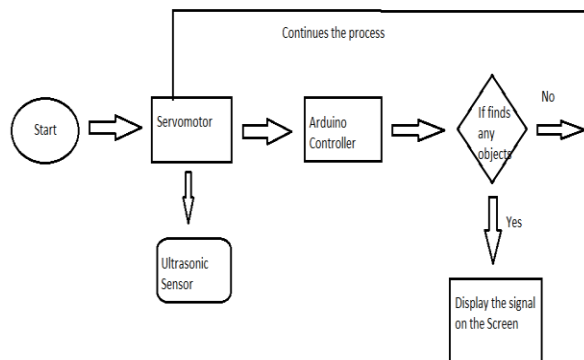 Continues the process
Start
Servomotor
Arduino
Controller
If finds
any
objects
No
Yes
Ultrasonic
Sensor
Display the signal
on the Screen